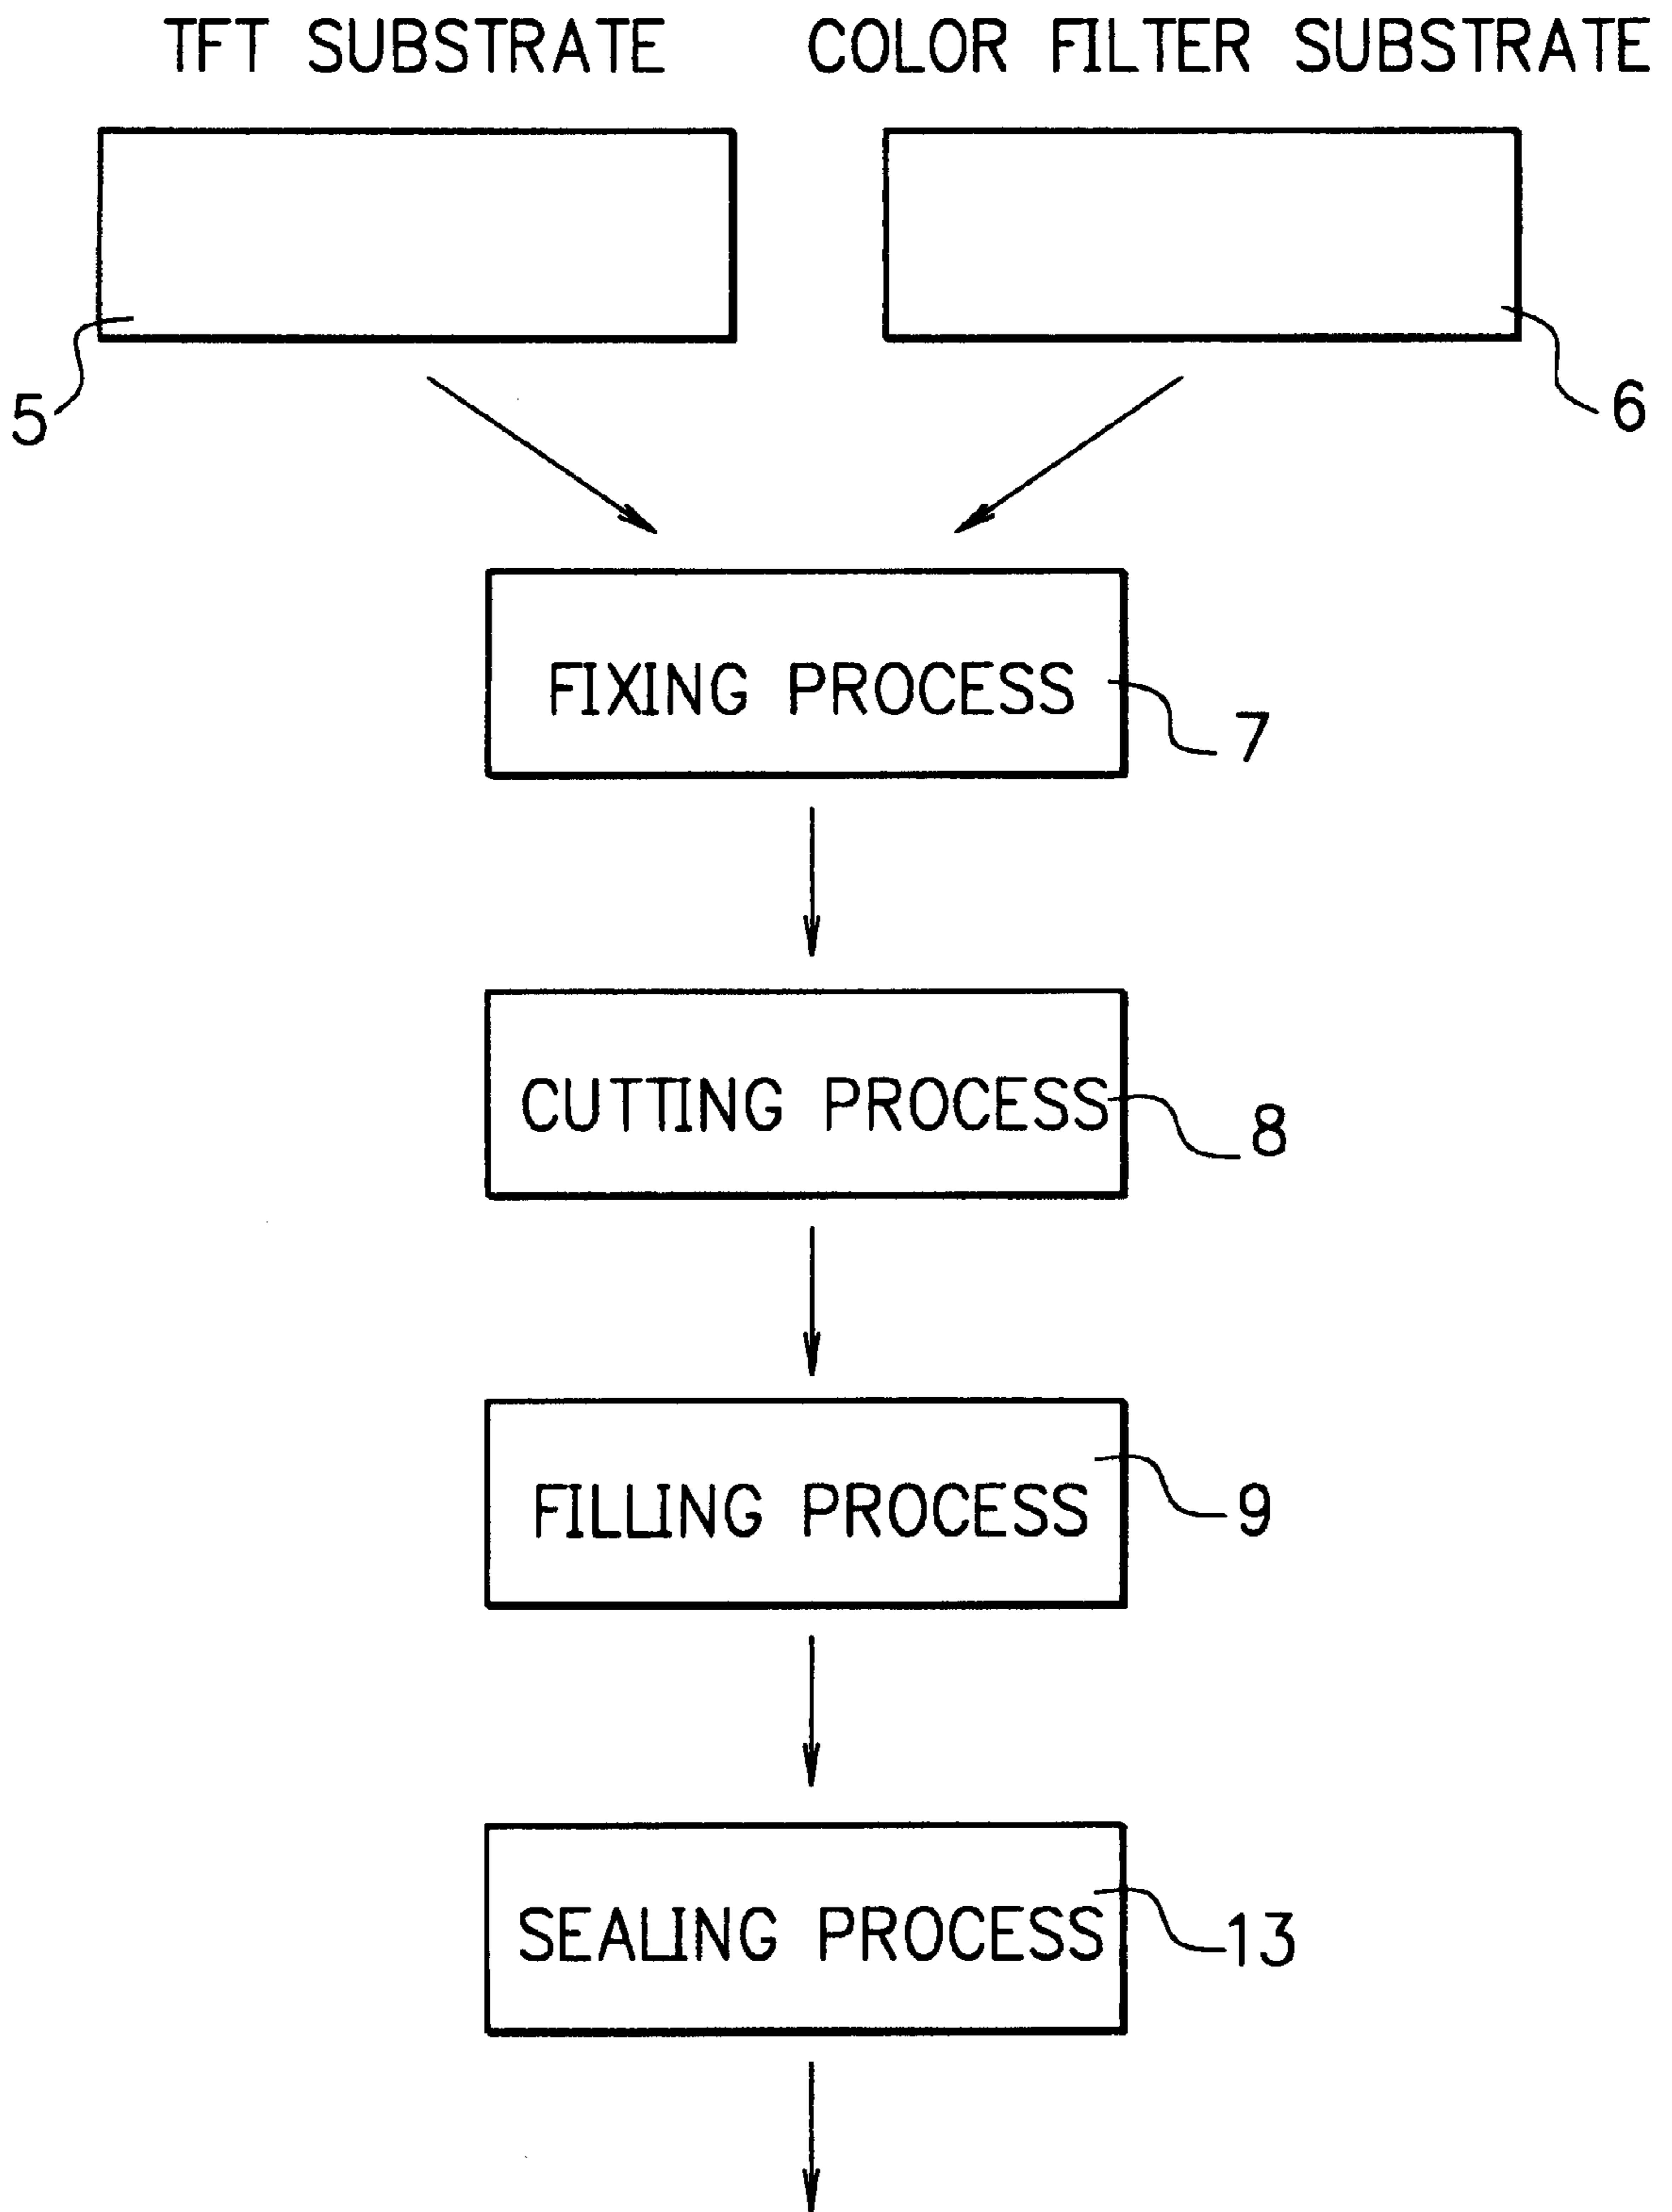 TFT SUBSTRATE
COLOR FILTER SUBSTRATE
5
6
FIXING PROCESS
7
CUTTING PROCESS
8
FILLING PROCESS
9
SEALING PROCESS
13